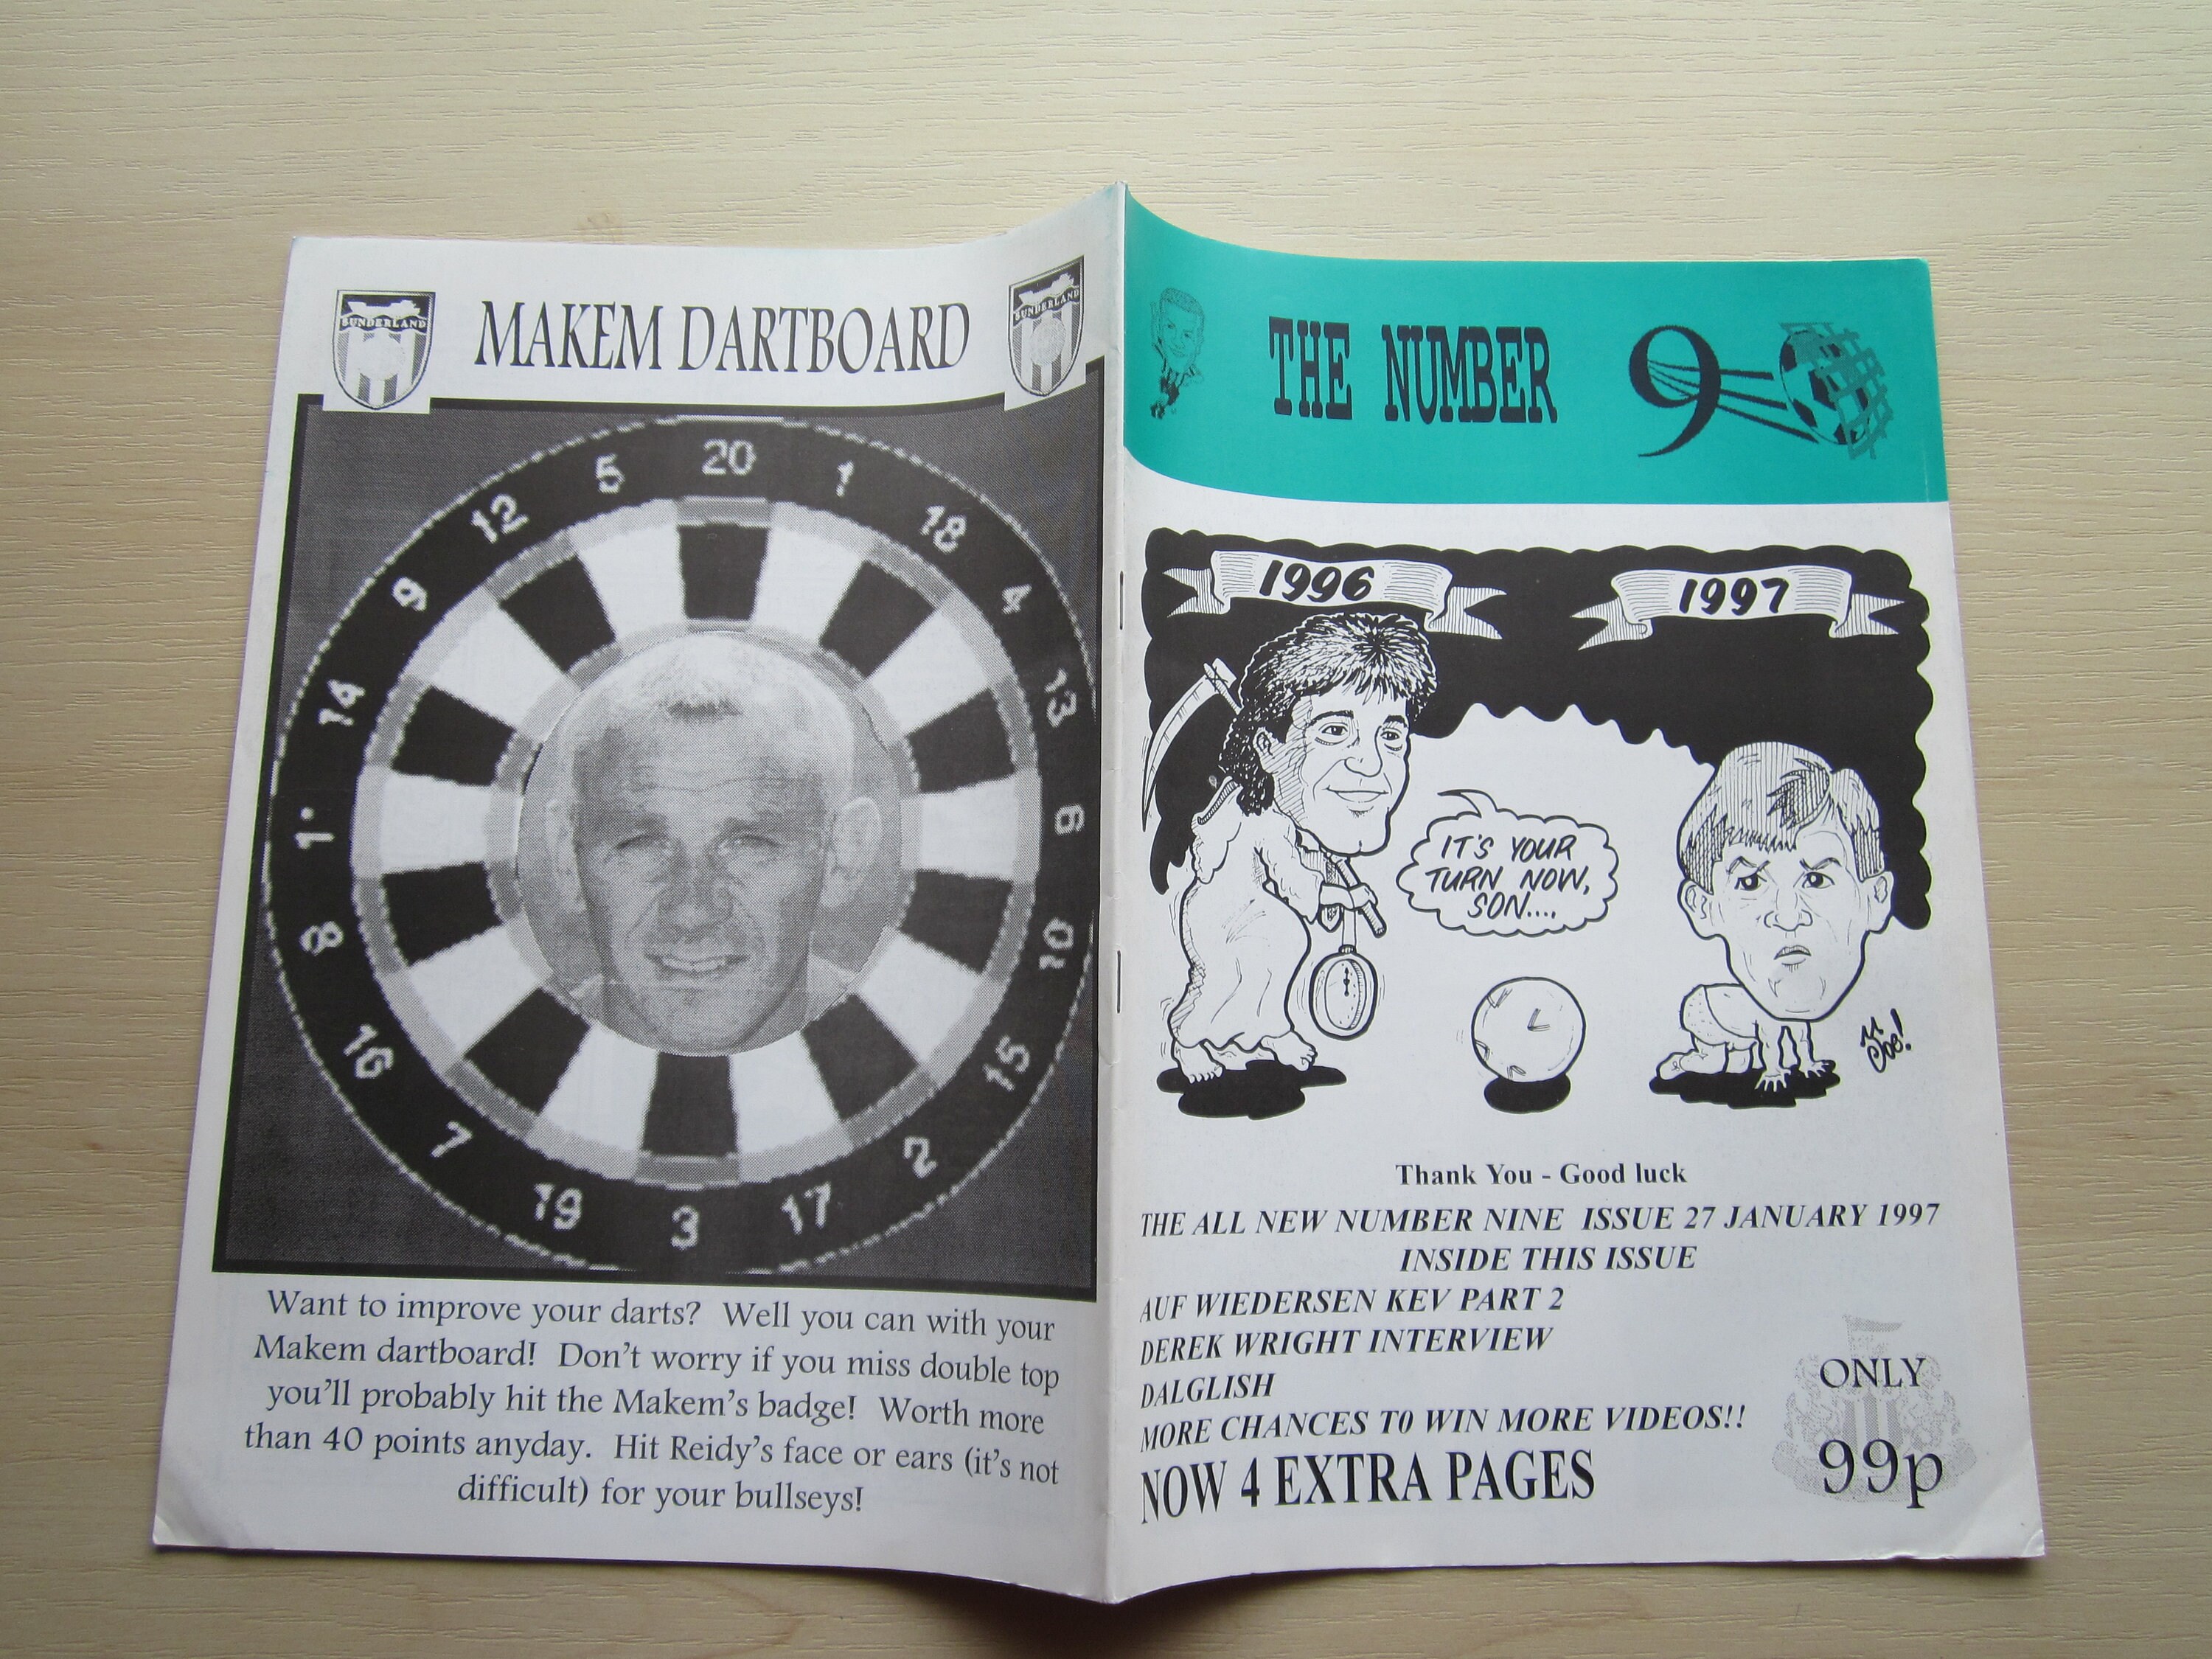 SUNDERLAND
MAKEM DARTBOARD
SUNDERLAND
20
1
18
4
13
6
10
15
2
17
3
19
7
16
8
11
14
9
12
5
Want to improve your darts? Well you can with your
Makem dartboard! Don't worry if you miss double top
you'll probably hit the Makem's badge! Worth more
than 40 points anyday. Hit Reidy's face or ears (it's not
difficult) for your bullseys!
THE NUMBER 9
1996
1997
IT'S YOUR
TURN NOW,
SON....
Joe!
Thank You - Good luck
THE ALL NEW NUMBER NINE ISSUE 27 JANUARY 1997
INSIDE THIS ISSUE
AUF WIEDERSEN KEV PART 2
DEREK WRIGHT INTERVIEW
DALGLISH
MORE CHANCES T0 WIN MORE VIDEOS!!
NOW 4 EXTRA PAGES
ONLY
99p